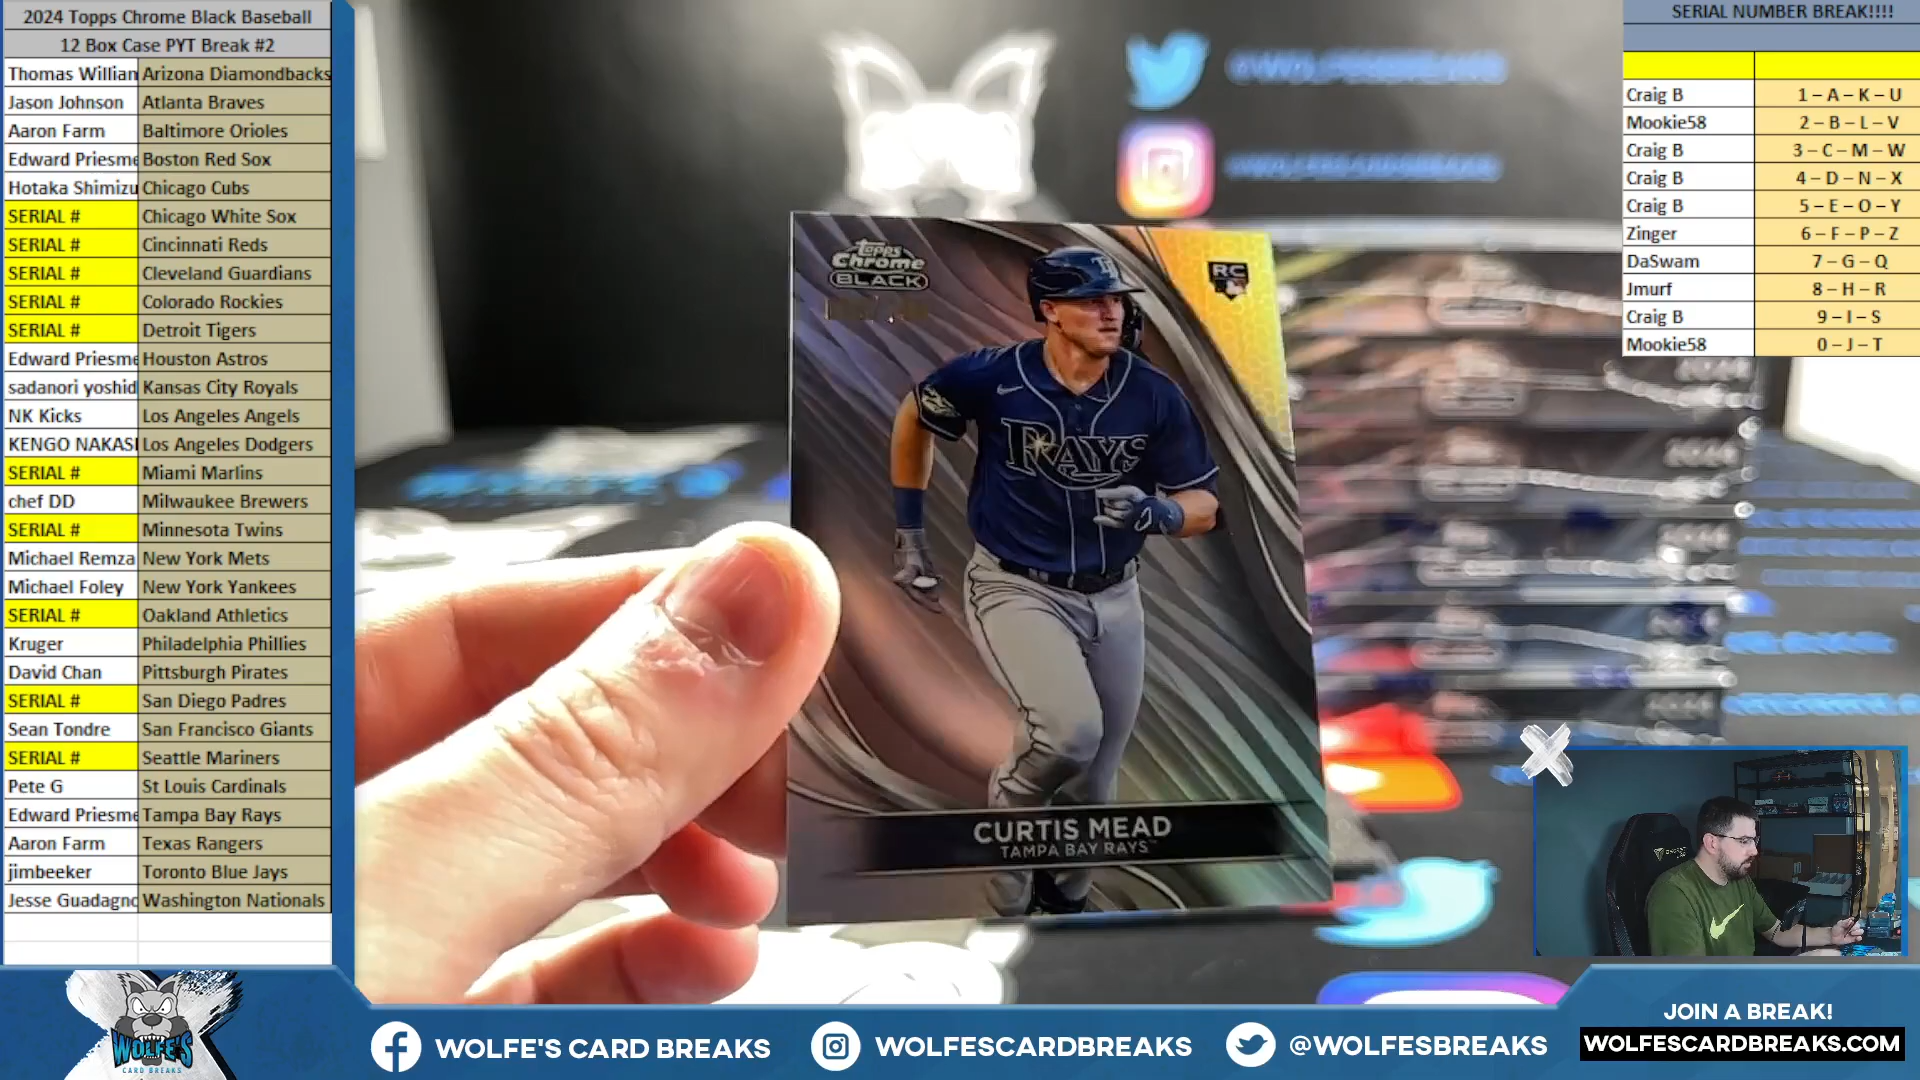 2024 Topps Chrome Black Baseball
12 Box Case PYT Break #2
Thomas Willian Arizona Diamondbacks
Jason Johnson Atlanta Braves
Aaron Farm Baltimore Orioles
Edward Priesme Boston Red Sox
Hotaka Shimizu Chicago Cubs
SERIAL # Chicago White Sox
SERIAL # Cincinnati Reds
SERIAL # Cleveland Guardians
SERIAL # Colorado Rockies
SERIAL # Detroit Tigers
Edward Priesme Houston Astros
sadanori yoshid Kansas City Royals
NK Kicks Los Angeles Angels
KENGO NAKASI Los Angeles Dodgers
SERIAL # Miami Marlins
chef DD Milwaukee Brewers
SERIAL # Minnesota Twins
Michael Remza New York Mets
Michael Foley New York Yankees
SERIAL # Oakland Athletics
Kruger Philadelphia Phillies
David Chan Pittsburgh Pirates
SERIAL # San Diego Padres
Sean Tondre San Francisco Giants
SERIAL # Seattle Mariners
Pete G St Louis Cardinals
Edward Priesme Tampa Bay Rays
Aaron Farm Texas Rangers
jimbeeker Toronto Blue Jays
Jesse Guadagno Washington Nationals
SERIAL NUMBER BREAK!!!!
Craig B 1 – A – K – U
Mookie58 2 – B – L – V
Craig B 3 – C – M – W
Craig B 4 – D – N – X
Craig B 5 – E – O – Y
Zinger 6 – F – P – Z
DaSwam 7 – G – Q
Jmurf 8 – H – R
Craig B 9 – I – S
Mookie58 0 – J – T
Topps
Chrome
BLACK
RC
RAYS
CURTIS MEAD
TAMPA BAY RAYS
WOLFE'S
CARD BREAKS
WOLFE'S CARD BREAKS
WOLFESCARDBREAKS
@WOLFESBREAKS
JOIN A BREAK!
WOLFESCARDBREAKS.COM